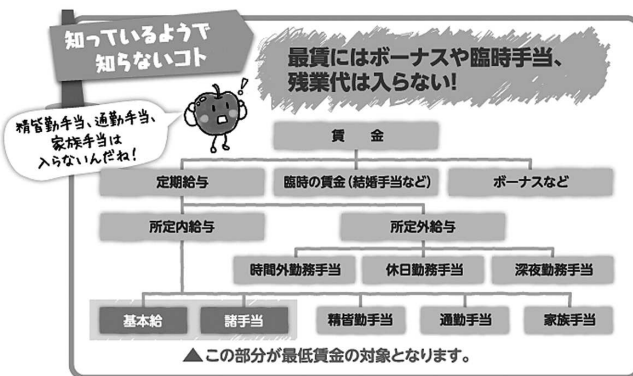 知っているようで
知らないコト
最賃にはボーナスや臨時手当、
残業代は入らない!
精皆勤手当、通勤手当、
家族手当は
入らないんだね!
賃　金
定期給与
臨時の賃金（結婚手当など）
ボーナスなど
所定内給与
所定外給与
時間外勤務手当
休日勤務手当
深夜勤務手当
基本給
諸手当
精皆勤手当
通勤手当
家族手当
▲この部分が最低賃金の対象となります。